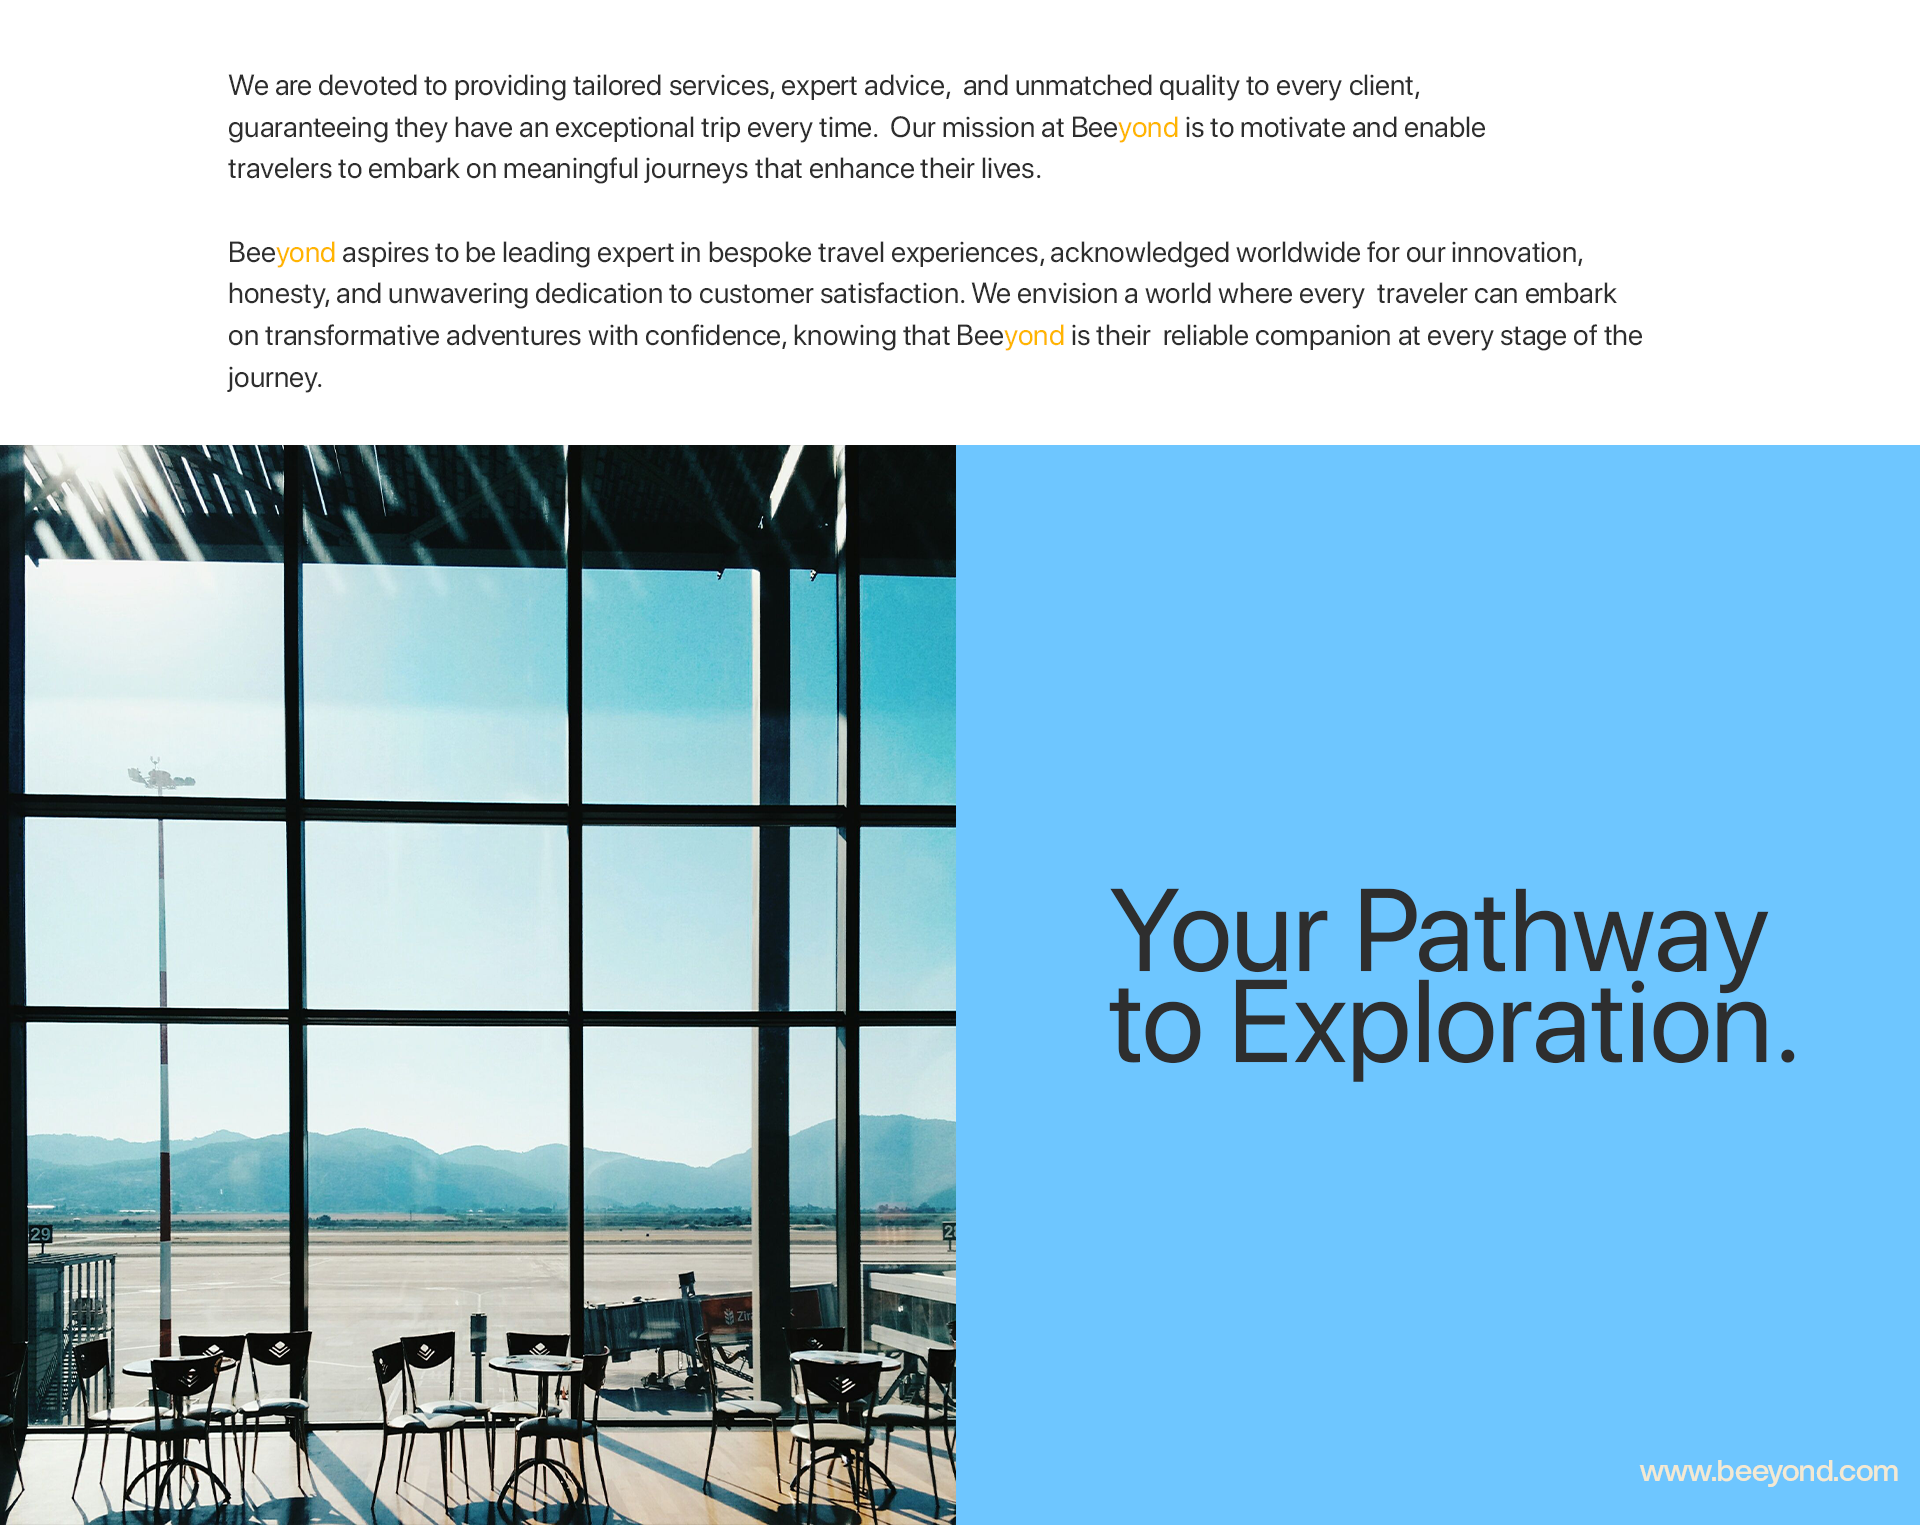 We are devoted to providing tailored services, expert advice,  and unmatched quality to every client,
guaranteeing they have an exceptional trip every time.  Our mission at Beeyond is to motivate and enable
travelers to embark on meaningful journeys that enhance their lives.
Beeyond aspires to be leading expert in bespoke travel experiences, acknowledged worldwide for our innovation,
honesty, and unwavering dedication to customer satisfaction. We envision a world where every  traveler can embark
on transformative adventures with confidence, knowing that Beeyond is their  reliable companion at every stage of the
journey.
Your Pathway
to Exploration.
29
www.beeyond.com